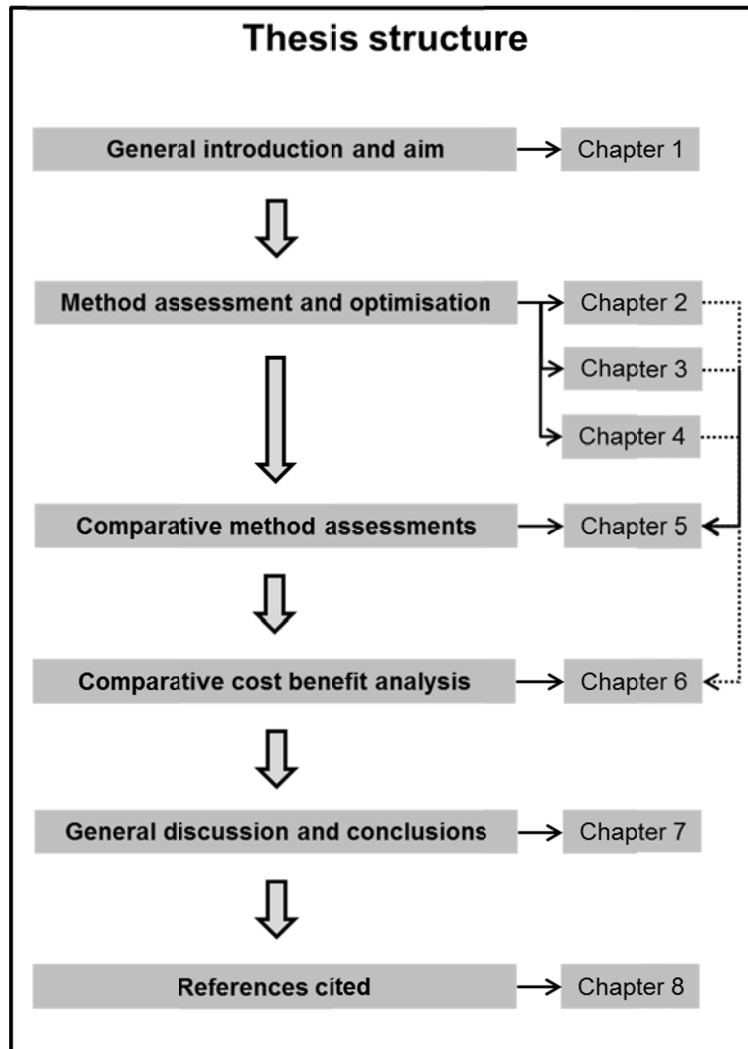 Thesis structure
General introduction and aim
Chapter 1
Method assessment and optimisation
Chapter 2
Chapter 3
Chapter 4
Comparative method assessments
Chapter 5
Comparative cost benefit analysis
Chapter 6
General discussion and conclusions
Chapter 7
References cited
Chapter 8